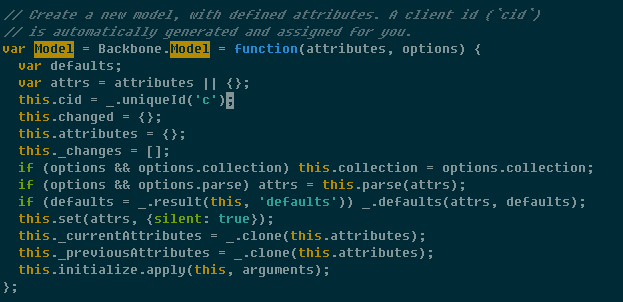 // Create a new model, with defined attributes. A client id (`cid`)
// is automatically generated and assigned for you.
var Model = Backbone.Model = function(attributes, options) {
  var defaults;
  var attrs = attributes || {};
  this.cid = _.uniqueId('c');
  this.changed = {};
  this.attributes = {};
  this._changes = [];
  if (options && options.collection) this.collection = options.collection;
  if (options && options.parse) attrs = this.parse(attrs);
  if (defaults = _.result(this, 'defaults')) _.defaults(attrs, defaults);
  this.set(attrs, {silent: true});
  this._currentAttributes = _.clone(this.attributes);
  this._previousAttributes = _.clone(this.attributes);
  this.initialize.apply(this, arguments);
};